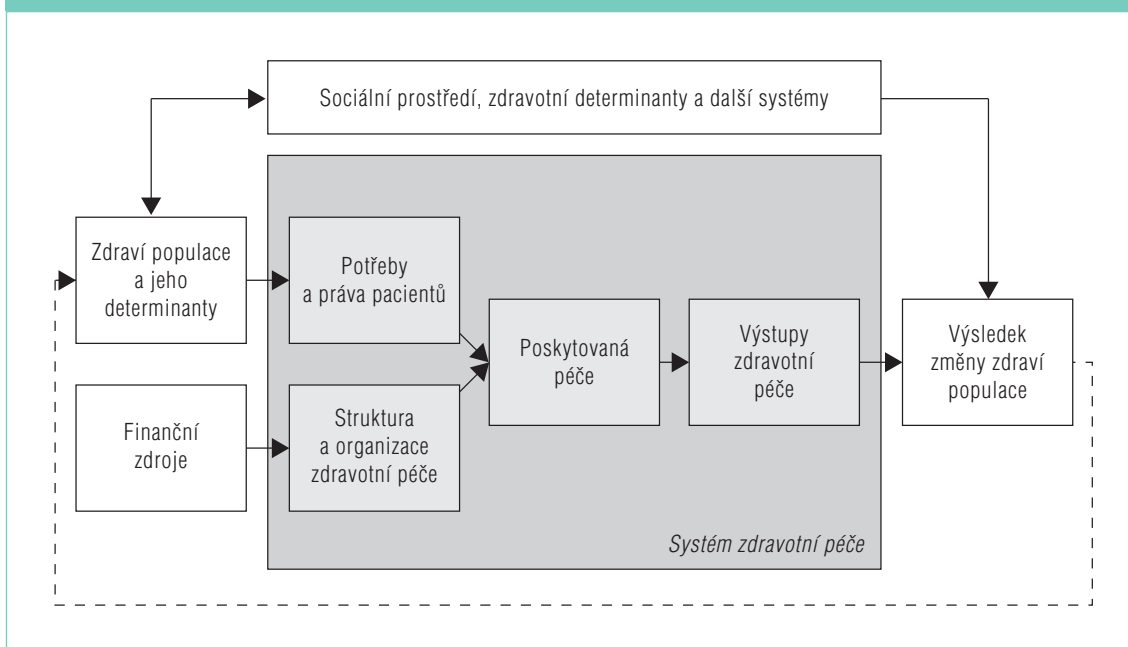 Sociální prostředí, zdravotní determinanty a další systémy
Zdraví populace
a jeho
determinanty
Potřeby
a práva pacientů
Poskytovaná
péče
Výstupy
zdravotní
péče
Výsledek
změny zdraví
populace
Finanční
zdroje
Struktura
a organizace
zdravotní péče
Systém zdravotní péče